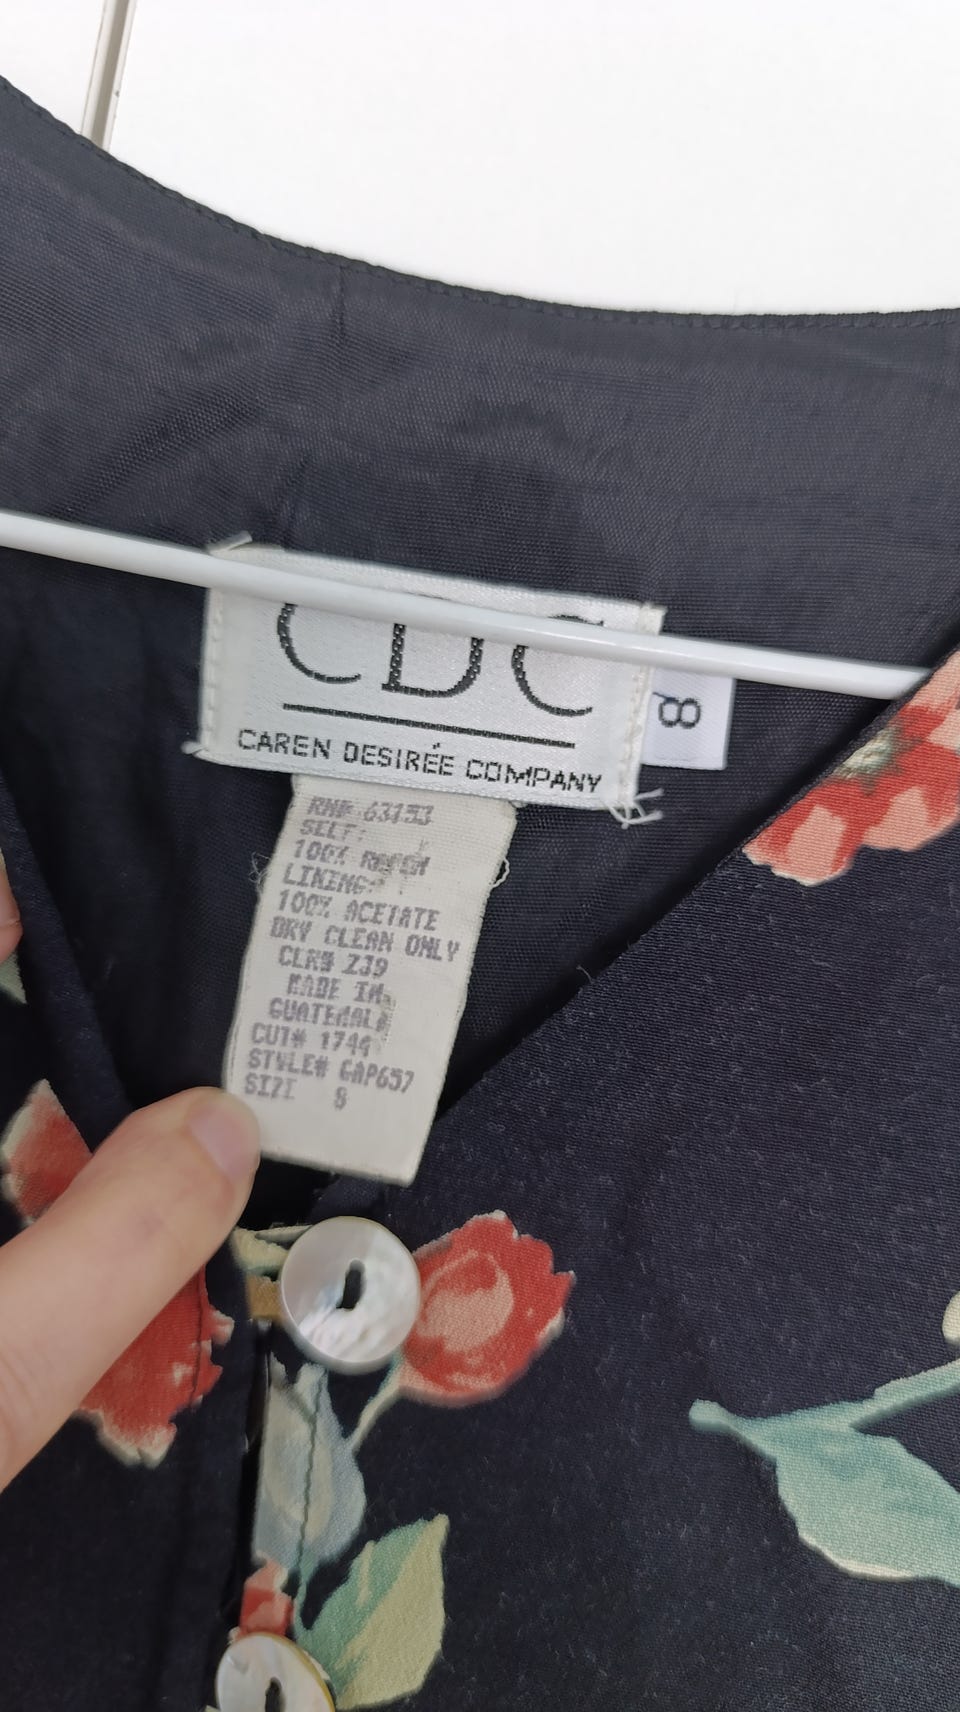 CDC
CAREN DESIRÉE COMPANY
8
RN# 63153
SELF:
100% RAYON
LINING:
100% ACETATE
DRY CLEAN ONLY
CLR# 239
MADE IN
GUATEMALA
CUT# 1744
STYLE# GAP657
SIZE 8